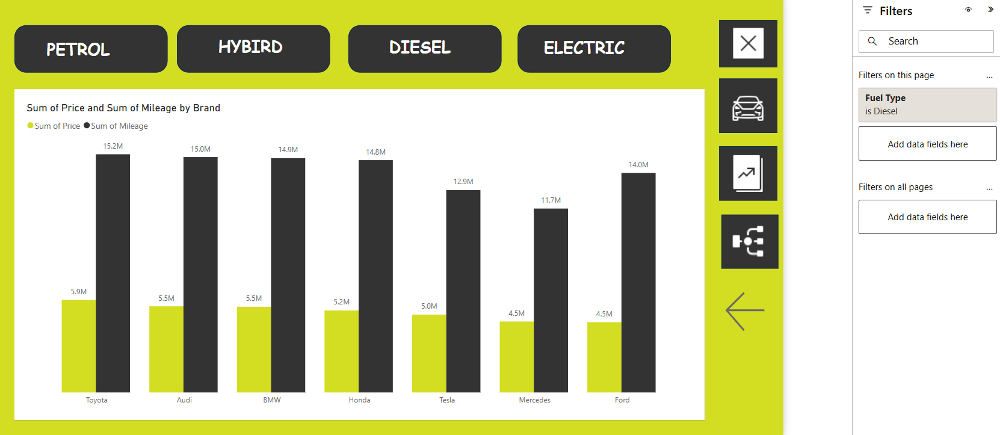 PETROL
HYBIRD
DIESEL
ELECTRIC
Sum of Price and Sum of Mileage by Brand
Sum of Price Sum of Mileage
15.2M
15.0M
14.9M
14.8M
12.9M
11.7M
14.0M
5.9M
5.5M
5.5M
5.2M
5.0M
4.5M
4.5M
Toyota
Audi
BMW
Honda
Tesla
Mercedes
Ford
Filters
Search
Filters on this page
...
Fuel Type
is Diesel
Add data fields here
Filters on all pages
...
Add data fields here